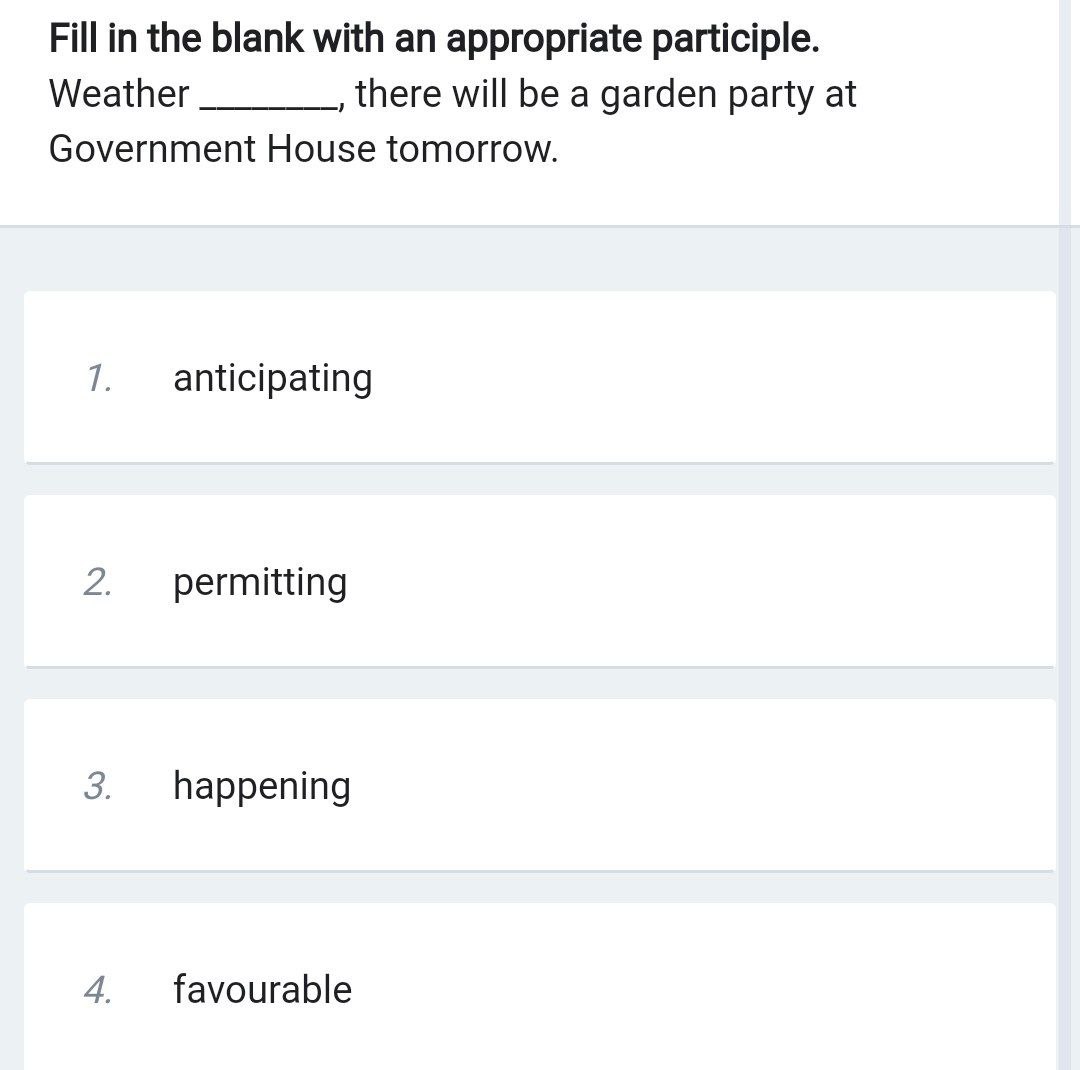 Fill in the blank with an appropriate participle.
Weather ________, there will be a garden party at
Government House tomorrow.
1. anticipating
2. permitting
3. happening
4. favourable